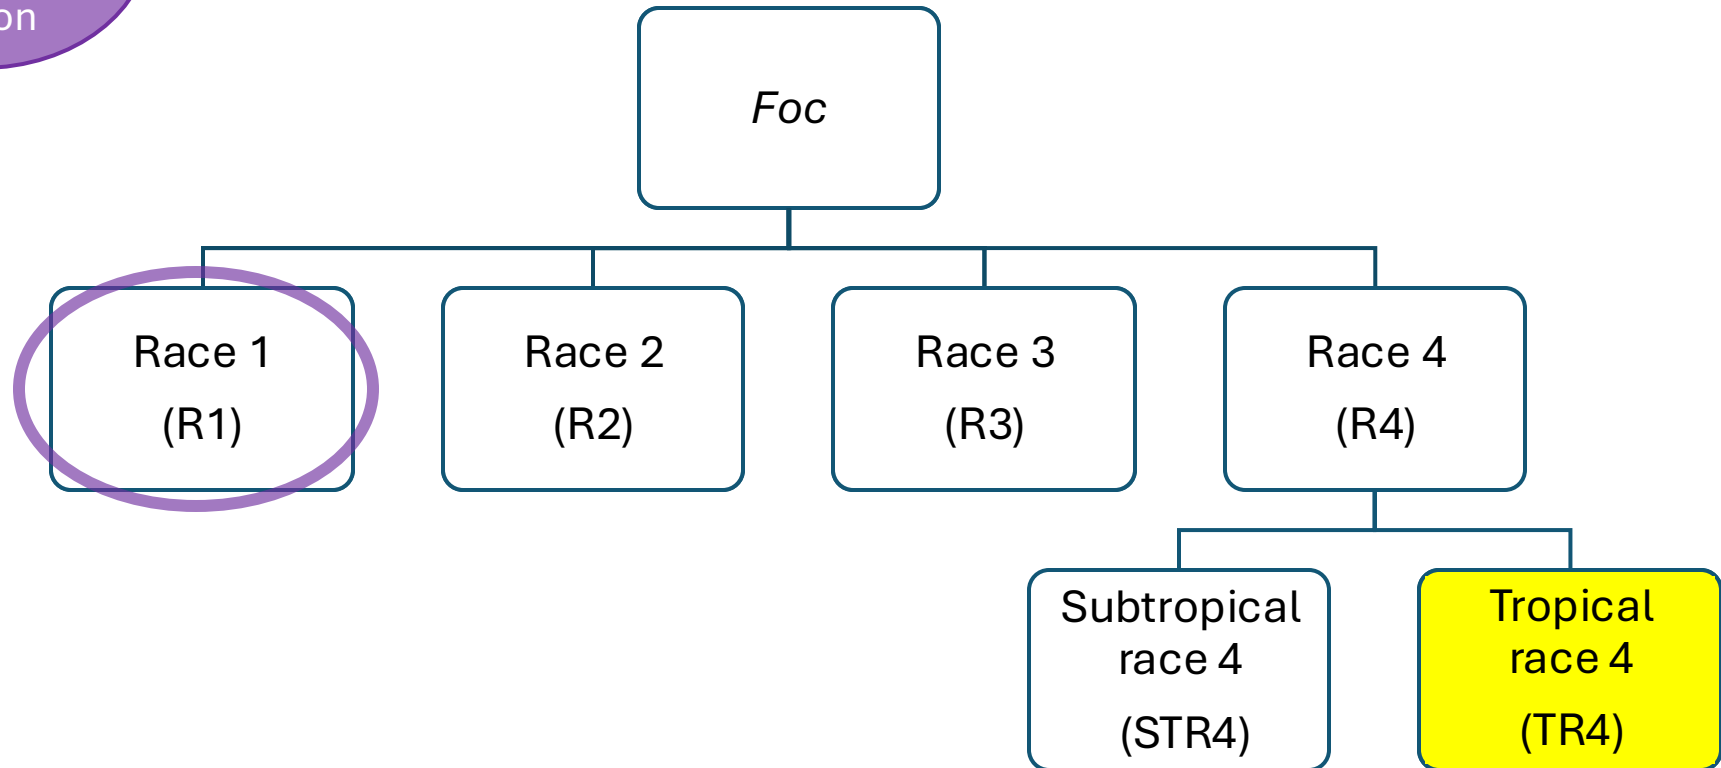 on
Foc
Race 1
(R1)
Race 2
(R2)
Race 3
(R3)
Race 4
(R4)
Subtropical
race 4
(STR4)
Tropical
race 4
(TR4)